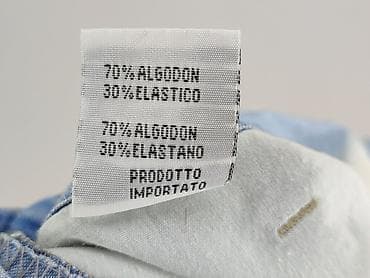 70%ALGODON
30%ELASTICO
70%ALGODON
30%ELASTANO
PRODOTTO
IMPORTATO